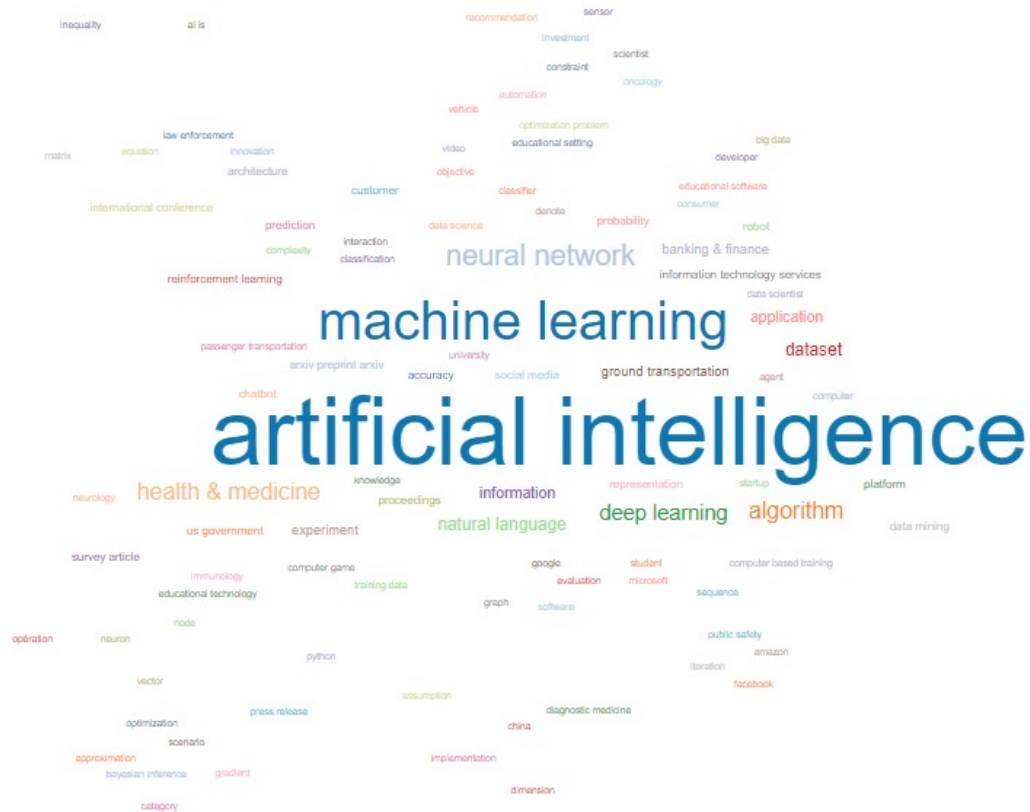 recommendation
sensor
inequality
ai is
investment
scientist
constraint
oncology
automation
vehicle
optimization problem
law enforcement
educational setting
big data
matrix
equation
innovation
video
developer
architecture
objective
customer
classifier
educational software
international conference
consumer
denote
prediction
data science
probability
robot
complexity
interaction
classification
neural network
banking & finance
reinforcement learning
information technology services
data scientist
machine learning
application
passenger transportation
university
dataset
arxiv preprint arxiv
accuracy
social media
ground transportation
agent
chatbot
computer
artificial intelligence
knowledge
neurology
health & medicine
proceedings
information
representation
startup
platform
us government
experiment
natural language
deep learning
algorithm
data mining
survey article
computer game
google
student
computer based training
immunology
training data
evaluation
microsoft
educational technology
graph
software
sequence
node
opération
neuron
public safety
python
amazon
iteration
vector
assumption
facebook
press release
diagnostic medicine
optimization
china
scenario
approximation
implementation
bayesian inference
gradient
dimension
category